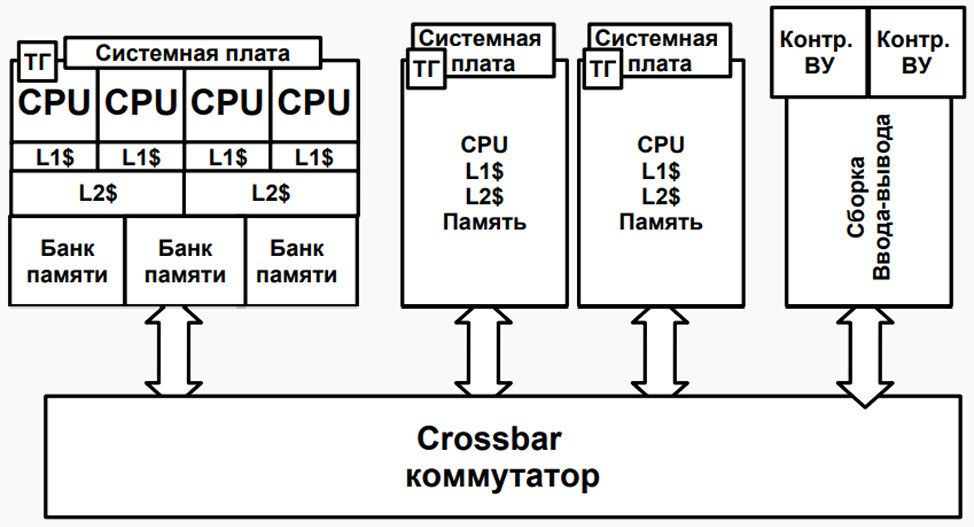 ТГ
Системная плата
CPU CPU CPU CPU
L1$ L1$ L1$ L1$
L2$ L2$
Банк
памяти
Банк
памяти
Банк
памяти
Системная
плата
ТГ
CPU
L1$
L2$
Память
Системная
плата
ТГ
CPU
L1$
L2$
Память
Контр.
ВУ
Контр.
ВУ
Сборка
Ввода-вывода
Crossbar
коммутатор